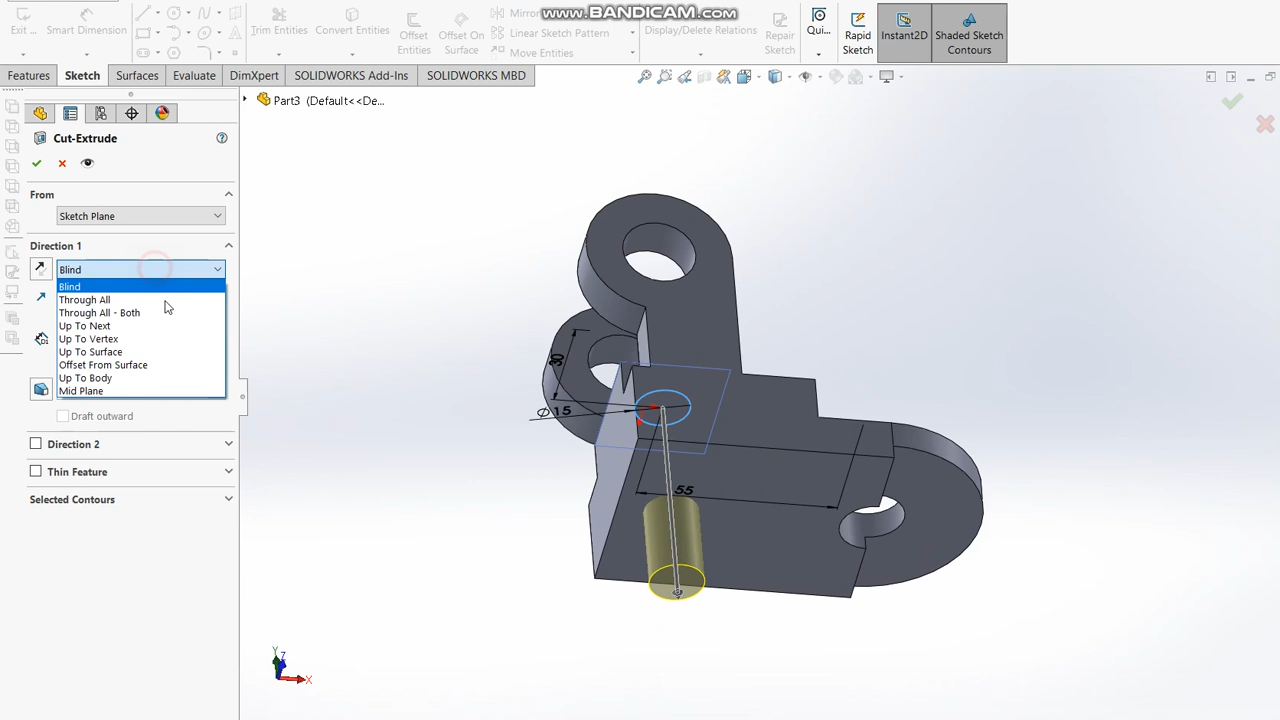 www.BANDICAM.com
Exit ... Smart Dimension Trim Entities Convert Entities Offset Entities Offset On Surface Mirror Linear Sketch Pattern Move Entities Display/Delete Relations Repair Sketch Qui... Rapid Sketch Instant2D Shaded Sketch Contours
Features Sketch Surfaces Evaluate DimXpert SOLIDWORKS Add-Ins SOLIDWORKS MBD
Part3 (Default<<De...
Cut-Extrude
From
Sketch Plane
Direction 1
Blind
Blind
Through All
Through All - Both
Up To Next
Up To Vertex
Up To Surface
Offset From Surface
Up To Body
Mid Plane
Draft outward
Direction 2
Thin Feature
Selected Contours
30
Ø15
55
Y
Z
X